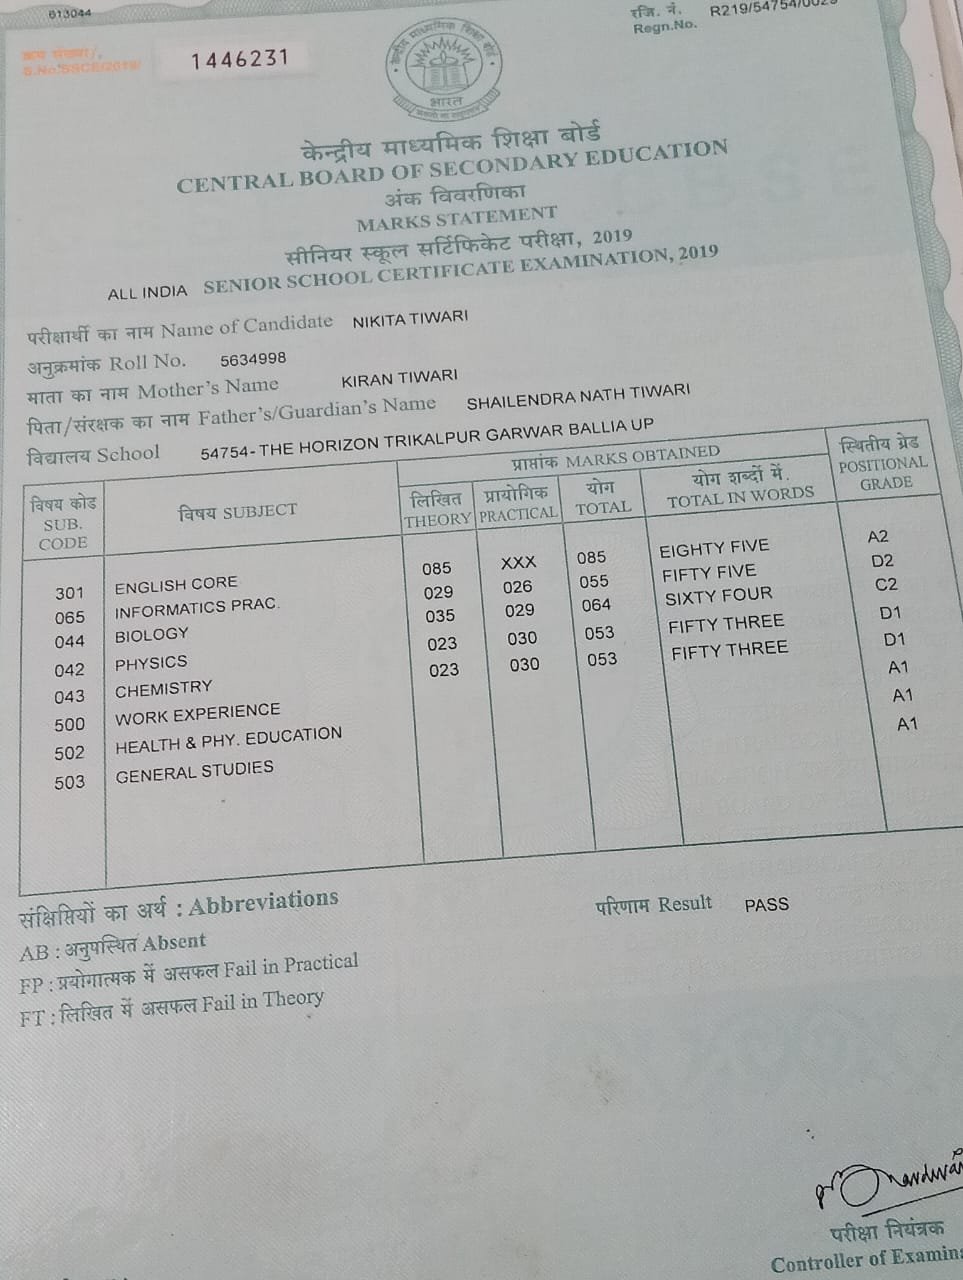 613044
रजि. नं. R219/54754/0023
Regn.No.
क्रम संख्या/
S.No.SSCE/2019/ 1446231
केन्द्रीय माध्यमिक शिक्षा बोर्ड
भारत
केन्द्रीय माध्यमिक शिक्षा बोर्ड
CENTRAL BOARD OF SECONDARY EDUCATION
अंक विवरणिका
MARKS STATEMENT
सीनियर स्कूल सर्टिफिकेट परीक्षा, 2019
ALL INDIA SENIOR SCHOOL CERTIFICATE EXAMINATION, 2019
परीक्षार्थी का नाम Name of Candidate NIKITA TIWARI
अनुक्रमांक Roll No. 5634998
माता का नाम Mother's Name KIRAN TIWARI
पिता/संरक्षक का नाम Father's/Guardian's Name SHAILENDRA NATH TIWARI
विद्यालय School 54754- THE HORIZON TRIKALPUR GARWAR BALLIA UP
विषय कोड SUB. CODE विषय SUBJECT प्राप्तांक MARKS OBTAINED स्थितीय ग्रेड POSITIONAL GRADE
लिखित THEORY प्रायोगिक PRACTICAL योग TOTAL योग शब्दों में. TOTAL IN WORDS
301 ENGLISH CORE 085 XXX 085 EIGHTY FIVE A2
065 INFORMATICS PRAC. 029 026 055 FIFTY FIVE D2
044 BIOLOGY 035 029 064 SIXTY FOUR C2
042 PHYSICS 023 030 053 FIFTY THREE D1
043 CHEMISTRY 023 030 053 FIFTY THREE D1
500 WORK EXPERIENCE A1
502 HEALTH & PHY. EDUCATION A1
503 GENERAL STUDIES A1
संक्षिप्तियों का अर्थ : Abbreviations
परिणाम Result PASS
AB : अनुपस्थित Absent
FP : प्रयोगात्मक में असफल Fail in Practical
FT : लिखित में असफल Fail in Theory
परीक्षा नियंत्रक
Controller of Examina